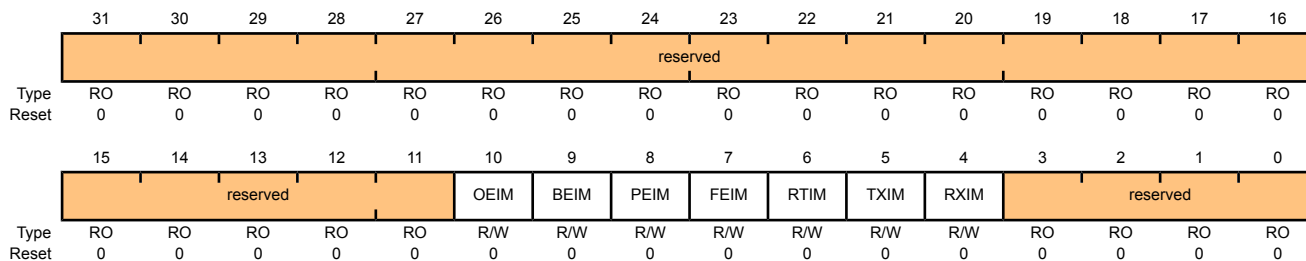 31 30 29 28 27 26 25 24 23 22 21 20 19 18 17 16
reserved
Type RO RO RO RO RO RO RO RO RO RO RO RO RO RO RO RO
Reset 0 0 0 0 0 0 0 0 0 0 0 0 0 0 0 0
15 14 13 12 11 10 9 8 7 6 5 4 3 2 1 0
reserved OEIM BEIM PEIM FEIM RTIM TXIM RXIM reserved
Type RO RO RO RO RO R/W R/W R/W R/W R/W R/W R/W RO RO RO RO
Reset 0 0 0 0 0 0 0 0 0 0 0 0 0 0 0 0